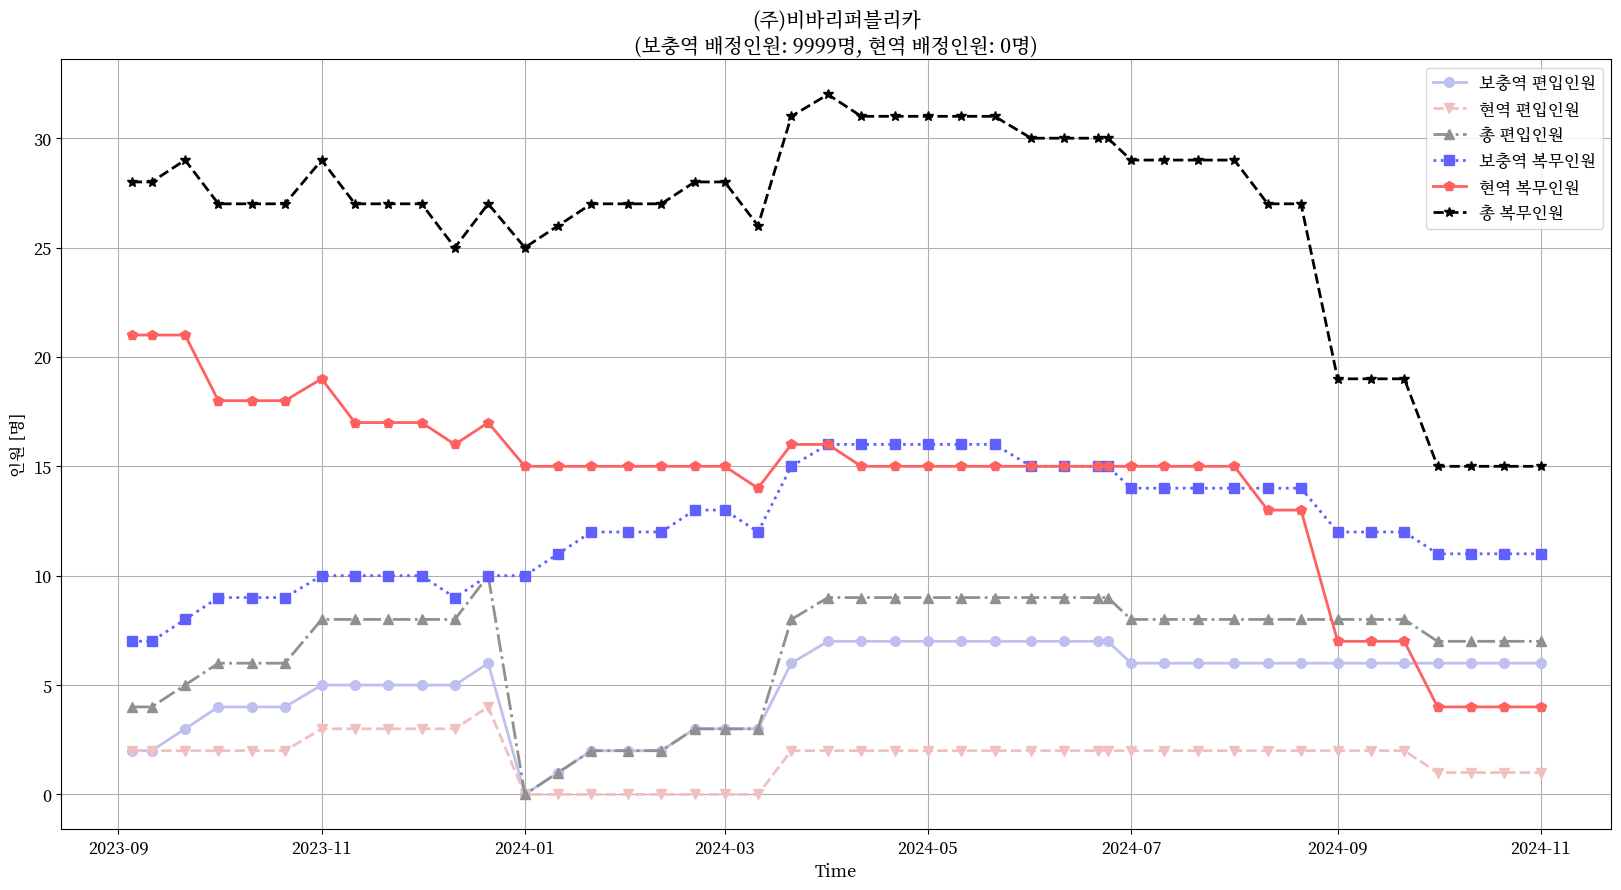 (주)비바리퍼블리카
(보충역 배정인원: 9999명, 현역 배정인원: 0명)
보충역 편입인원
현역 편입인원
총 편입인원
보충역 복무인원
현역 복무인원
총 복무인원
인원 [명]
30
25
20
15
10
5
0
2023-09 2023-11 2024-01 2024-03 2024-05 2024-07 2024-09 2024-11
Time